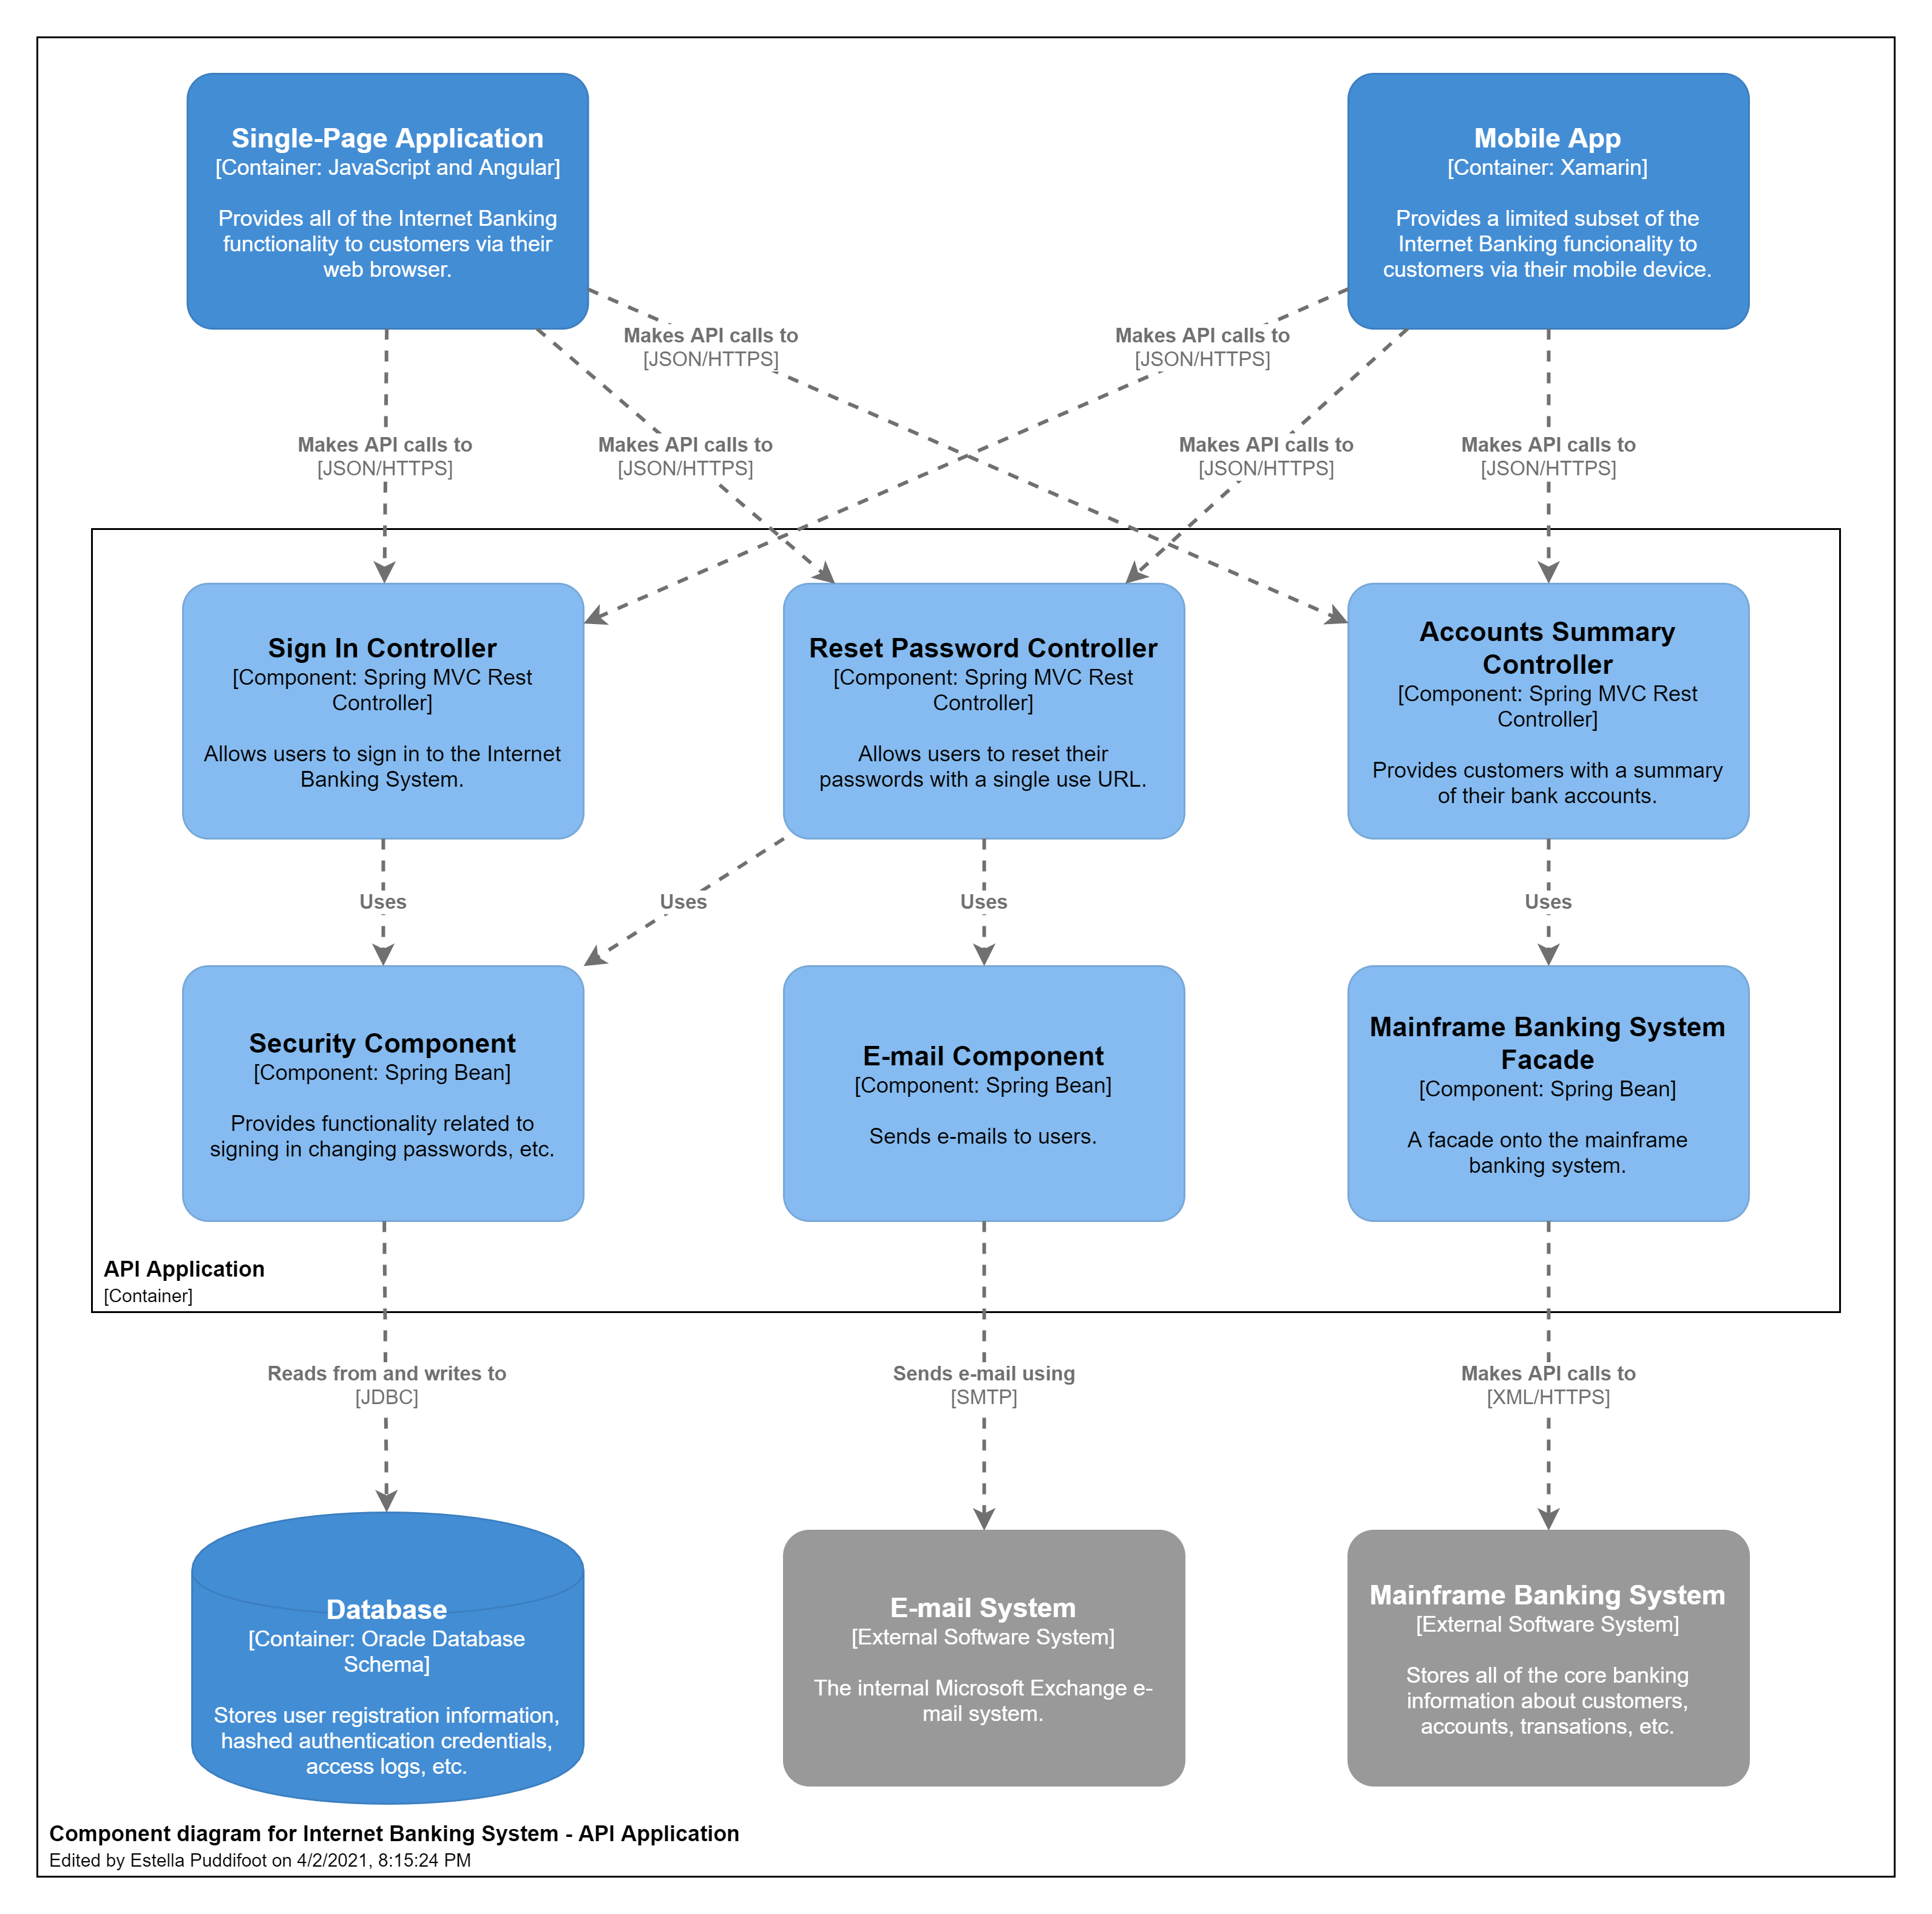 Single-Page Application
[Container: JavaScript and Angular]
Provides all of the Internet Banking
functionality to customers via their
web browser.
Mobile App
[Container: Xamarin]
Provides a limited subset of the
Internet Banking funcionality to
customers via their mobile device.
Makes API calls to
[JSON/HTTPS]
Makes API calls to
[JSON/HTTPS]
Makes API calls to
[JSON/HTTPS]
Makes API calls to
[JSON/HTTPS]
Makes API calls to
[JSON/HTTPS]
Makes API calls to
[JSON/HTTPS]
Sign In Controller
[Component: Spring MVC Rest
Controller]
Allows users to sign in to the Internet
Banking System.
Reset Password Controller
[Component: Spring MVC Rest
Controller]
Allows users to reset their
passwords with a single use URL.
Accounts Summary
Controller
[Component: Spring MVC Rest
Controller]
Provides customers with a summary
of their bank accounts.
Uses
Uses
Uses
Uses
Security Component
[Component: Spring Bean]
Provides functionality related to
signing in changing passwords, etc.
E-mail Component
[Component: Spring Bean]
Sends e-mails to users.
Mainframe Banking System
Facade
[Component: Spring Bean]
A facade onto the mainframe
banking system.
API Application
[Container]
Reads from and writes to
[JDBC]
Sends e-mail using
[SMTP]
Makes API calls to
[XML/HTTPS]
Database
[Container: Oracle Database
Schema]
Stores user registration information,
hashed authentication credentials,
access logs, etc.
E-mail System
[External Software System]
The internal Microsoft Exchange e-
mail system.
Mainframe Banking System
[External Software System]
Stores all of the core banking
information about customers,
accounts, transations, etc.
Component diagram for Internet Banking System - API Application
Edited by Estella Puddifoot on 4/2/2021, 8:15:24 PM